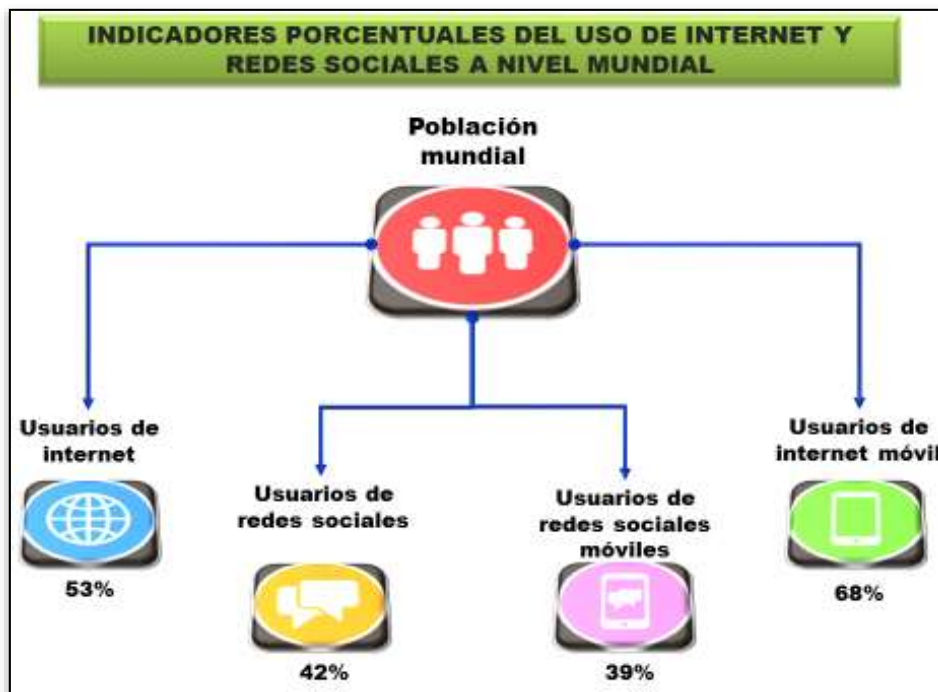 INDICADORES PORCENTUALES DEL USO DE INTERNET Y
REDES SOCIALES A NIVEL MUNDIAL
Población
mundial
Usuarios de
internet
53%
Usuarios de
redes sociales
42%
Usuarios de
redes sociales
móviles
39%
Usuarios de
internet móvil
68%